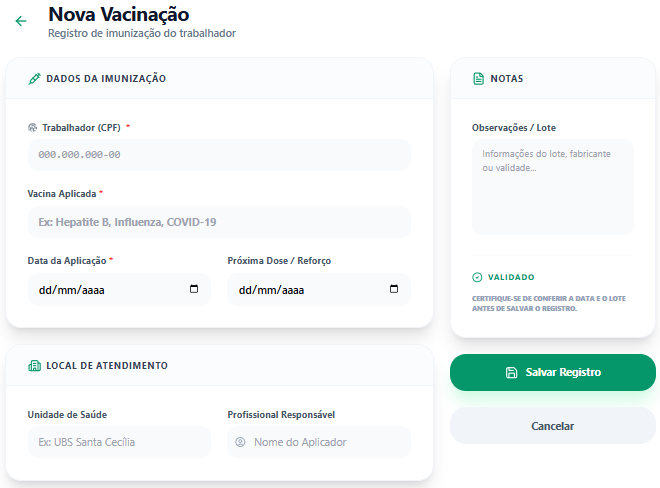 Nova Vacinação
Registro de imunização do trabalhador
DADOS DA IMUNIZAÇÃO
Trabalhador (CPF) *
000.000.000-00
Vacina Aplicada *
Ex: Hepatite B, Influenza, COVID-19
Data da Aplicação *
dd/mm/aaaa
Próxima Dose / Reforço
dd/mm/aaaa
LOCAL DE ATENDIMENTO
Unidade de Saúde
Ex: UBS Santa Cecília
Profissional Responsável
Nome do Aplicador
NOTAS
Observações / Lote
Informações do lote, fabricante
ou validade...
VALIDADO
CERTIFIQUE-SE DE CONFERIR A DATA E O LOTE
ANTES DE SALVAR O REGISTRO.
Salvar Registro
Cancelar